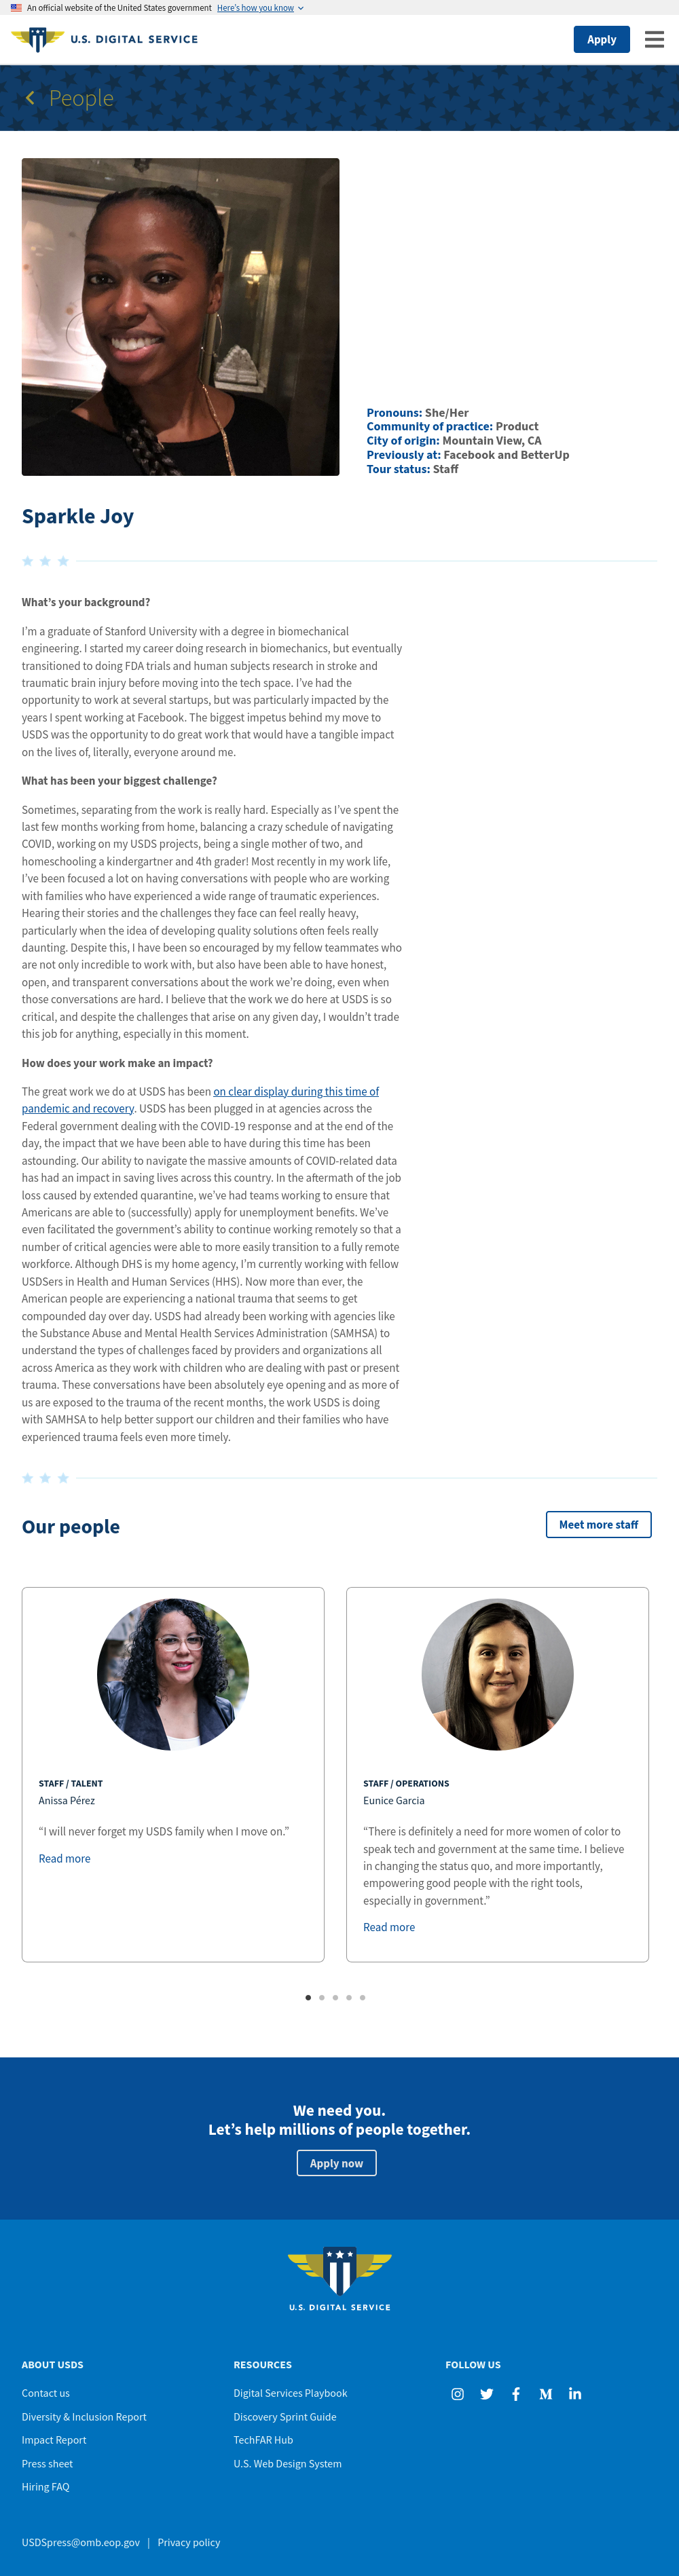 An official website of the United States government Here's how you know
U.S. DIGITAL SERVICE
Apply
People
Pronouns: She/Her
Community of practice: Product
City of origin: Mountain View, CA
Previously at: Facebook and BetterUp
Tour status: Staff
Sparkle Joy
What's your background?
I'm a graduate of Stanford University with a degree in biomechanical
engineering. I started my career doing research in biomechanics, but eventually
transitioned to doing FDA trials and human subjects research in stroke and
traumatic brain injury before moving into the tech space. I've had the
opportunity to work at several startups, but was particularly impacted by the
years I spent working at Facebook. The biggest impetus behind my move to
USDS was the opportunity to do great work that would have a tangible impact
on the lives of, literally, everyone around me.
What has been your biggest challenge?
Sometimes, separating from the work is really hard. Especially as I've spent the
last few months working from home, balancing a crazy schedule of navigating
COVID, working on my USDS projects, being a single mother of two, and
homeschooling a kindergartner and 4th grader! Most recently in my work life,
I've been focused a lot on having conversations with people who are working
with families who have experienced a wide range of traumatic experiences.
Hearing their stories and the challenges they face can feel really heavy,
particularly when the idea of developing quality solutions often feels really
daunting. Despite this, I have been so encouraged by my fellow teammates who
are not only incredible to work with, but also have been able to have honest,
open, and transparent conversations about the work we're doing, even when
those conversations are hard. I believe that the work we do here at USDS is so
critical, and despite the challenges that arise on any given day, I wouldn't trade
this job for anything, especially in this moment.
How does your work make an impact?
The great work we do at USDS has been on clear display during this time of
pandemic and recovery. USDS has been plugged in at agencies across the
Federal government dealing with the COVID-19 response and at the end of the
day, the impact that we have been able to have during this time has been
astounding. Our ability to navigate the massive amounts of COVID-related data
has had an impact in saving lives across this country. In the aftermath of the job
loss caused by extended quarantine, we've had teams working to ensure that
Americans are able to (successfully) apply for unemployment benefits. We've
even facilitated the government's ability to continue working remotely so that a
number of critical agencies were able to more easily transition to a fully remote
workforce. Although DHS is my home agency, I'm currently working with fellow
USDSers in Health and Human Services (HHS). Now more than ever, the
American people are experiencing a national trauma that seems to get
compounded day over day. USDS had already been working with agencies like
the Substance Abuse and Mental Health Services Administration (SAMHSA) to
understand the types of challenges faced by providers and organizations all
across America as they work with children who are dealing with past or present
trauma. These conversations have been absolutely eye opening and as more of
us are exposed to the trauma of the recent months, the work USDS is doing
with SAMHSA to help better support our children and their families who have
experienced trauma feels even more timely.
Our people
Meet more staff
STAFF / TALENT
Anissa Pérez
“I will never forget my USDS family when I move on.”
Read more
STAFF / OPERATIONS
Eunice Garcia
“There is definitely a need for more women of color to
speak tech and government at the same time. I believe
in changing the status quo, and more importantly,
empowering good people with the right tools,
especially in government.”
Read more
We need you.
Let's help millions of people together.
Apply now
U.S. DIGITAL SERVICE
ABOUT USDS
Contact us
Diversity & Inclusion Report
Impact Report
Press sheet
Hiring FAQ
RESOURCES
Digital Services Playbook
Discovery Sprint Guide
TechFAR Hub
U.S. Web Design System
FOLLOW US
USDSpress@omb.eop.gov | Privacy policy